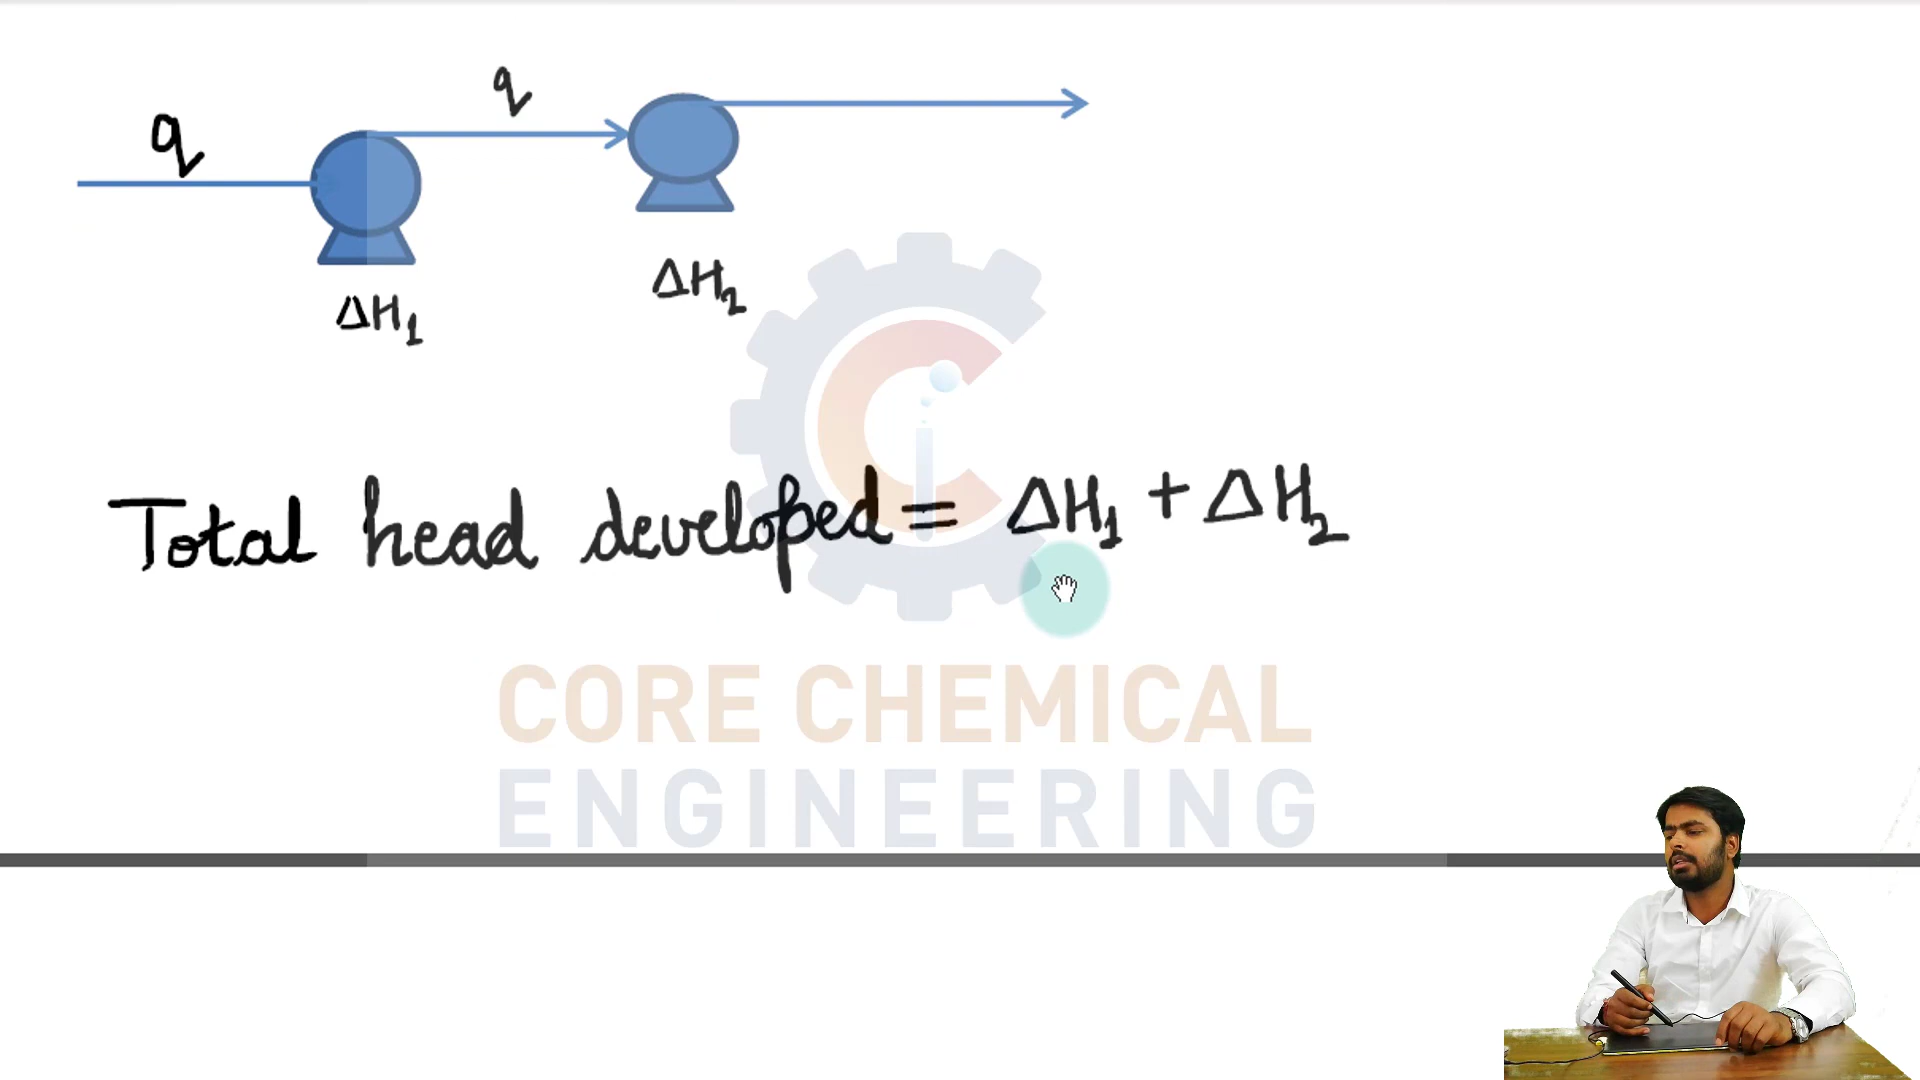 q
q
ΔH₁
ΔH₂
Total head developed = ΔH₁ + ΔH₂
CORE CHEMICAL
ENGINEERING